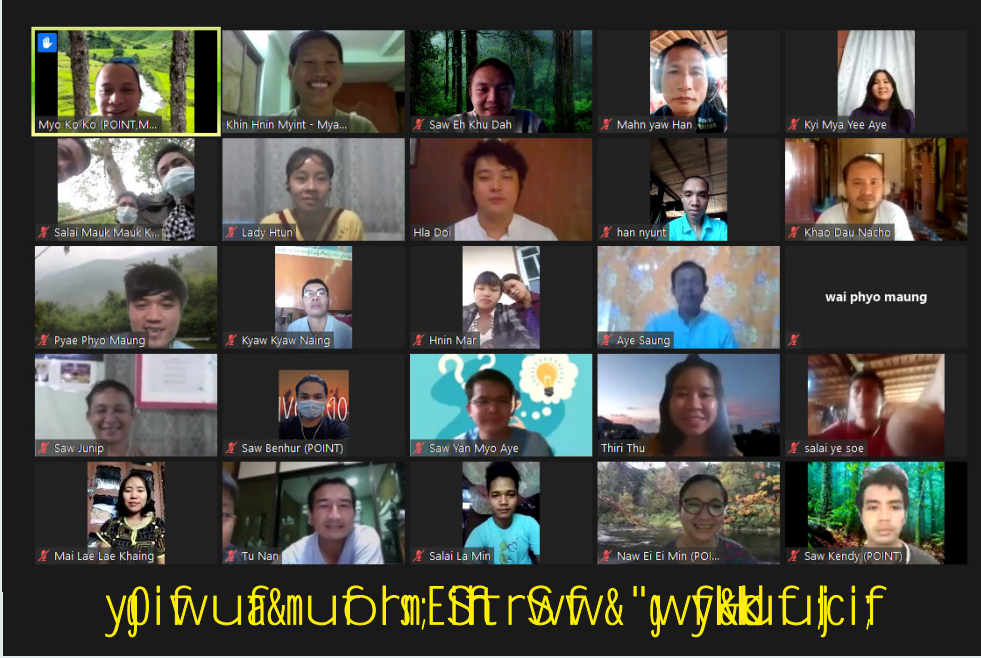 Myo Ko Ko (POINT,M...
Khin Hnin Myint - Mya...
Saw Eh Khu Dah
Mahn yaw Han
Kyi Mya Yee Aye
Salai Mauk Mauk K...
Lady Htun
Hla Doi
han nyunt
Khao Dau Nacho
Pyae Phyo Maung
Kyaw Kyaw Naing
Hnin Mar
Aye Saung
wai phyo maung
Saw Junip
Saw Benhur (POINT)
Saw Yan Myo Aye
Thiri Thu
salai ye soe
Mai Lae Lae Khaing
Tu Nan
Salai La Min
Naw Ei Ei Min (POI...
Saw Kendy (POINT)